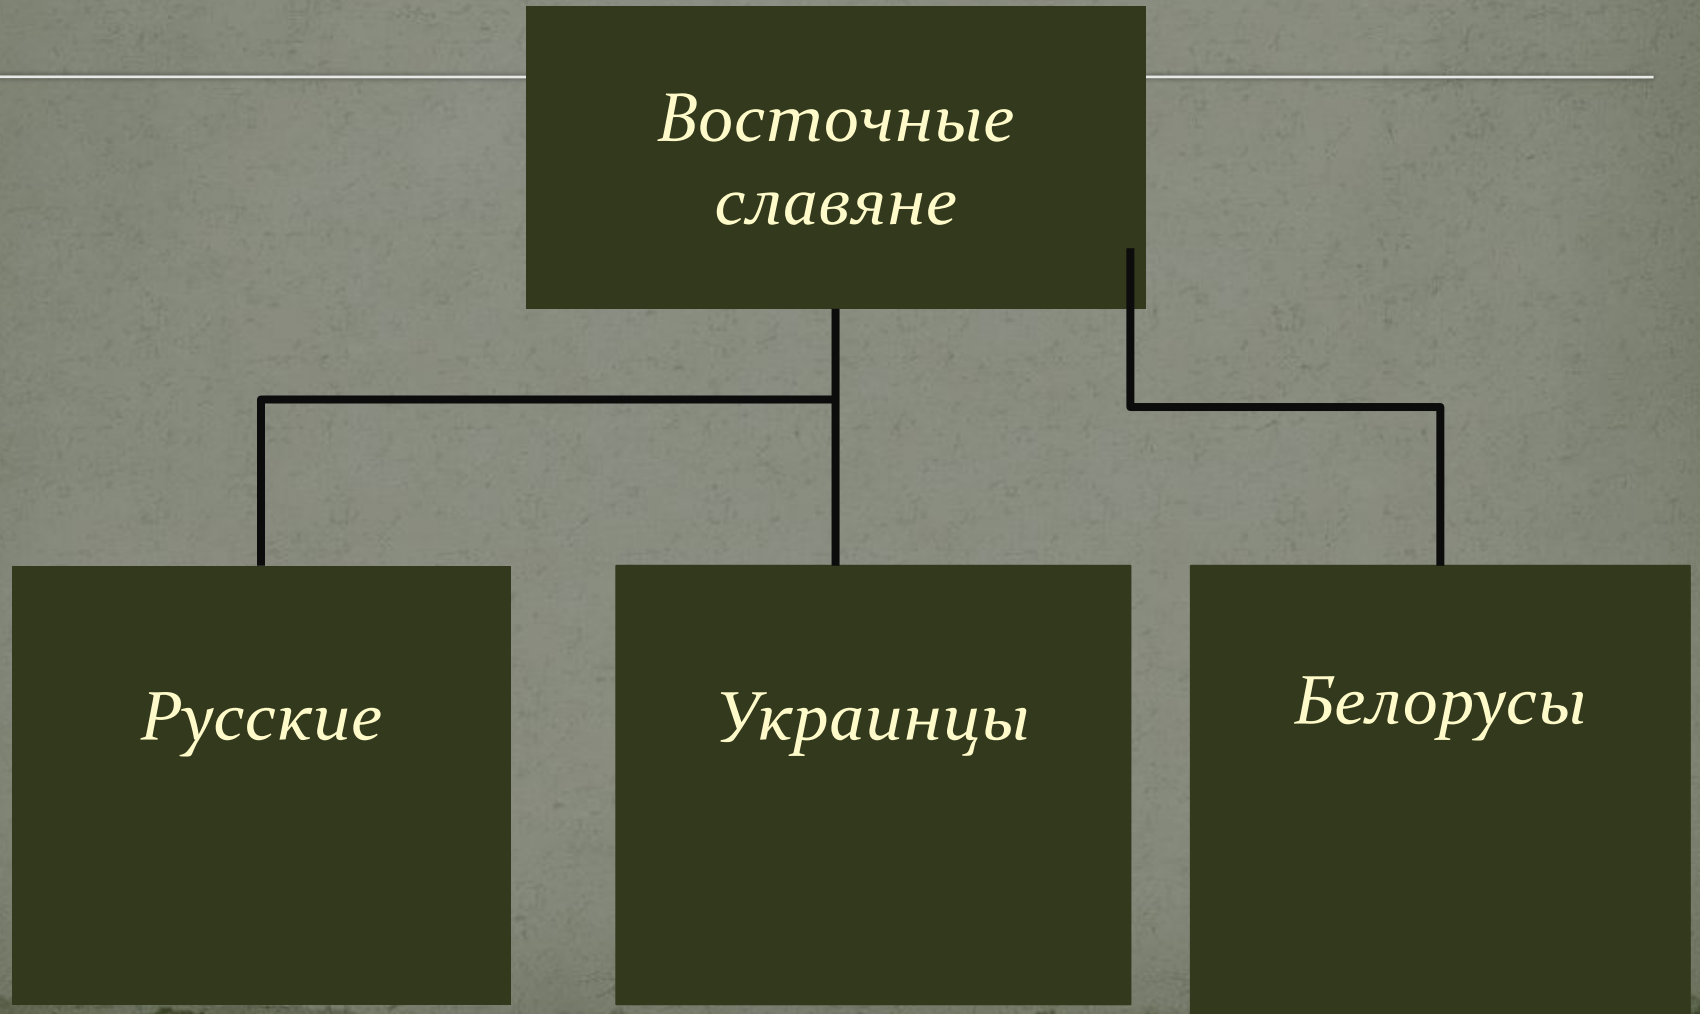 Восточные
славяне
Русские
Украинцы
Белорусы